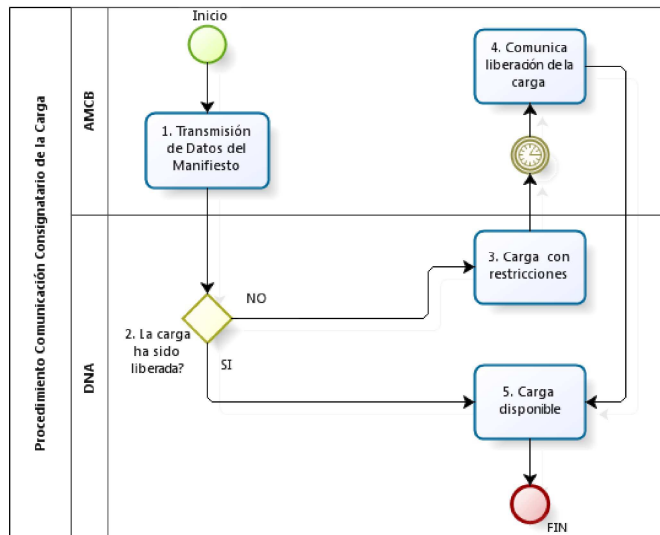 Procedimiento Comunicación Consignatario de la Carga
AMCB
Inicio
1. Transmisión
de Datos del
Manifiesto
4. Comunica
liberación de la
carga
DNA
2. La carga
ha sido
liberada?
NO
SI
3. Carga con
restricciones
5. Carga
disponible
FIN